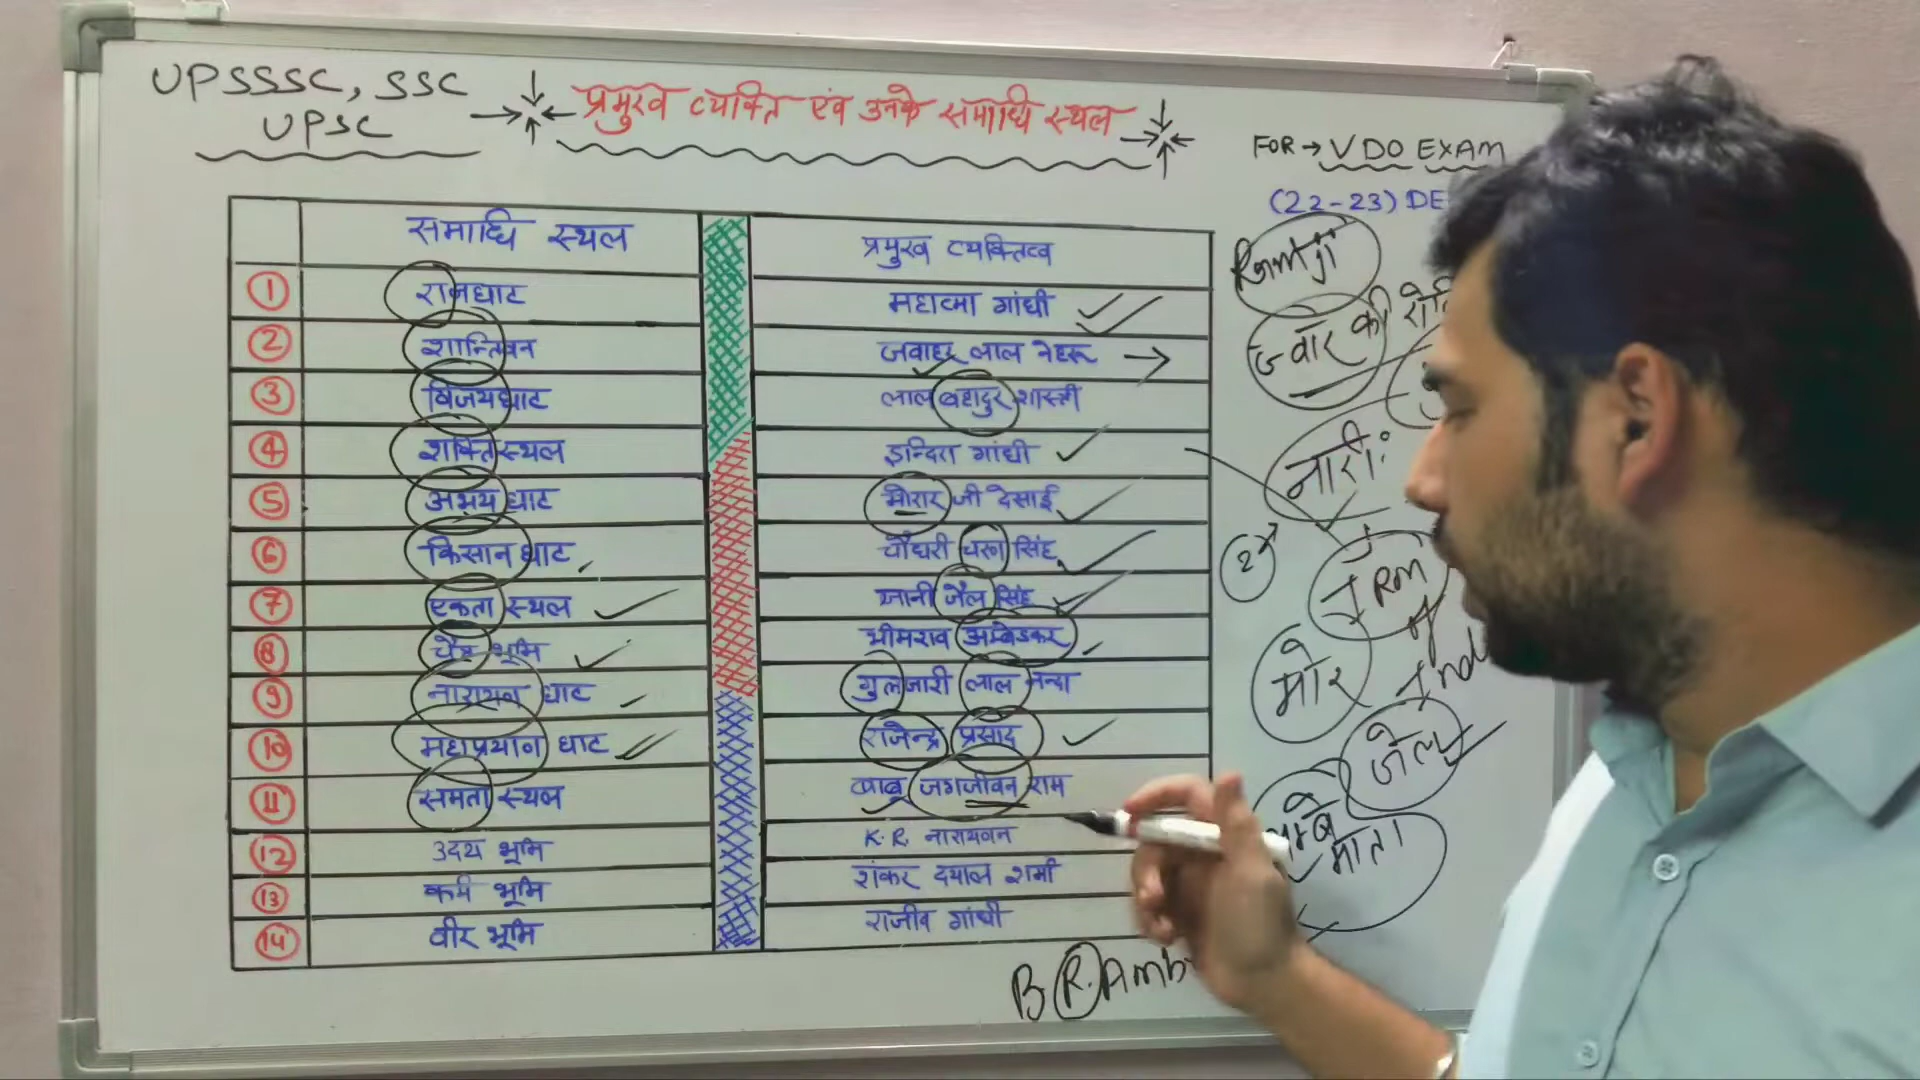 UPSSSC, SSC
UPSC
प्रमुख व्यक्ति एंव उनके समाधि स्थल
FOR → VDO EXAM
(22-23) DE
समाधि स्थल प्रमुख व्यक्तित्व
1 राजघाट महात्मा गांधी
2 शान्तिवन जवाहर लाल नेहरू →
3 विजयघाट लाल बहादुर शास्त्री
4 शक्ति स्थल इन्दिरा गांधी
5 अभय घाट मोरार जी देसाई
6 किसान घाट चौधरी चरण सिंह
7 एकता स्थल ज्ञानी जैल सिंह
8 चैत्य भूमि भीमराव अम्बेडकर
9 नारायण घाट गुलजारी लाल नन्दा
10 महाप्रयाग घाट राजेन्द्र प्रसाद
11 समता स्थल बाबू जगजीवन राम
12 उदय भूमि K.R. नारायणन
13 कर्म भूमि शंकर दयाल शर्मा
14 वीर भूमि राजीव गांधी
Ramji
ज्वार की
नारी
2
मोर
of
जेल
माता
B.R. Amb